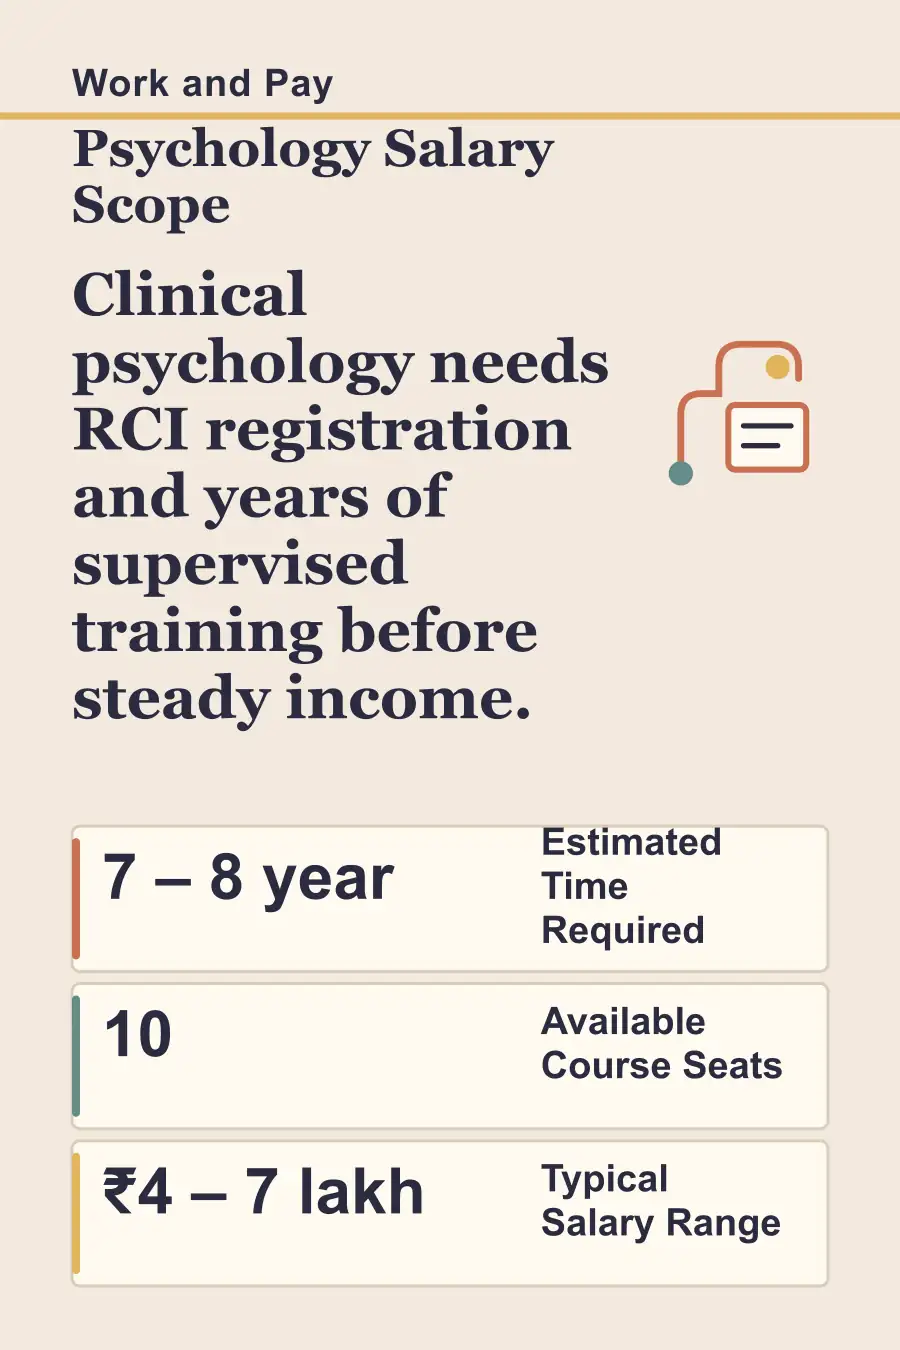 Work and Pay
Psychology Salary
Scope
Clinical
psychology needs
RCI registration
and years of
supervised
training before
steady income.
7 – 8 year
Estimated
Time
Required
10
Available
Course Seats
₹4 – 7 lakh
Typical
Salary Range